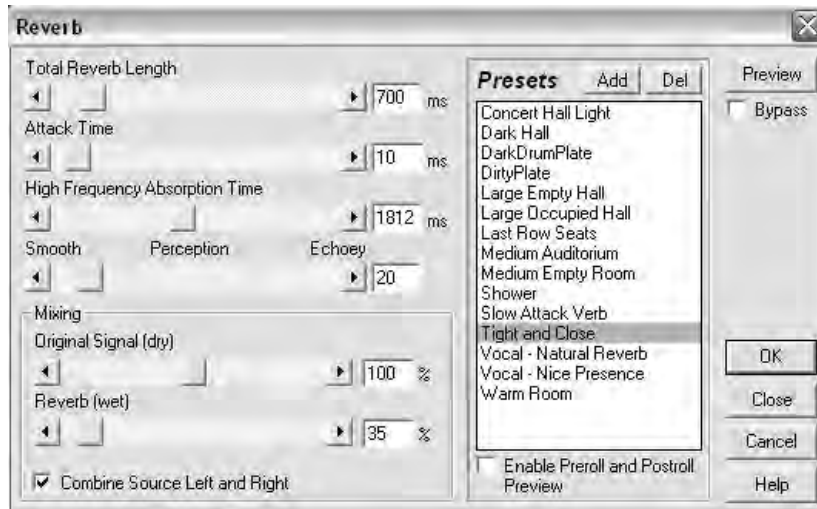 Reverb
Total Reverb Length
700 ms
Attack Time
10 ms
High Frequency Absorption Time
1812 ms
Smooth Perception Echoey
20
Mixing
Original Signal (dry)
100 %
Reverb (wet)
35 %
Combine Source Left and Right
Presets Add Del
Concert Hall Light
Dark Hall
DarkDrumPlate
DirtyPlate
Large Empty Hall
Large Occupied Hall
Last Row Seats
Medium Auditorium
Medium Empty Room
Shower
Slow Attack Verb
Tight and Close
Vocal - Natural Reverb
Vocal - Nice Presence
Warm Room
Enable Preroll and Postroll
Preview
Preview
Bypass
OK
Close
Cancel
Help